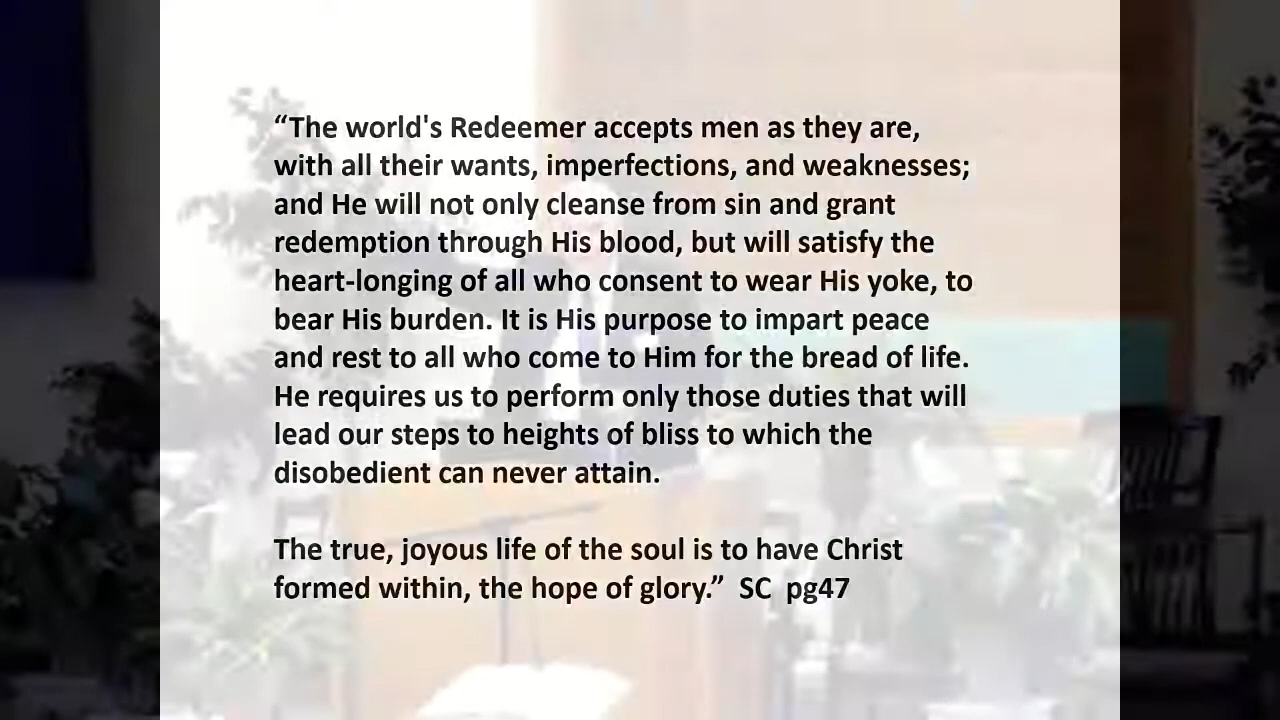 “The world's Redeemer accepts men as they are,
with all their wants, imperfections, and weaknesses;
and He will not only cleanse from sin and grant
redemption through His blood, but will satisfy the
heart-longing of all who consent to wear His yoke, to
bear His burden. It is His purpose to impart peace
and rest to all who come to Him for the bread of life.
He requires us to perform only those duties that will
lead our steps to heights of bliss to which the
disobedient can never attain.
The true, joyous life of the soul is to have Christ
formed within, the hope of glory.”  SC  pg47